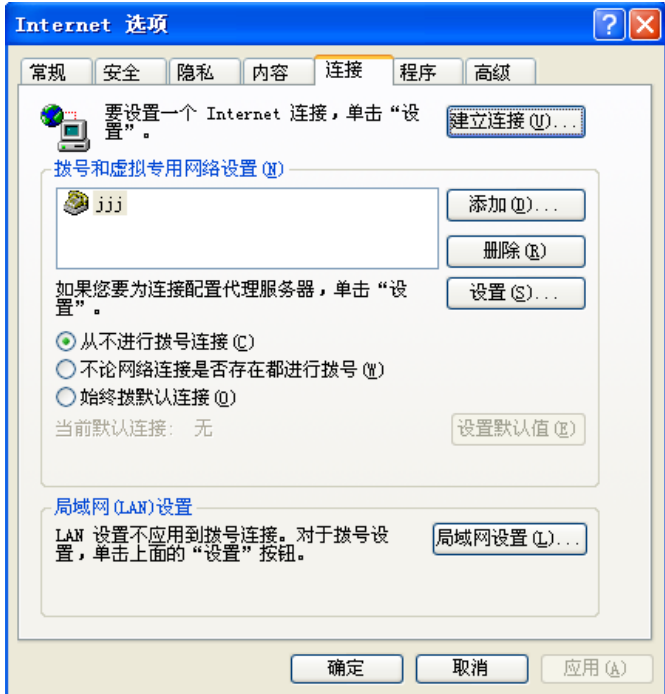 Internet 选项
常规 安全 隐私 内容 连接 程序 高级
要设置一个 Internet 连接，单击“设
置”。
建立连接(U)...
拨号和虚拟专用网络设置(N)
jjj
添加(D)...
删除(R)
如果您要为连接配置代理服务器，单击“设
置”。
设置(S)...
从不进行拨号连接(C)
不论网络连接是否存在都进行拨号(W)
始终拨默认连接(O)
当前默认连接： 无
设置默认值(E)
局域网(LAN)设置
LAN 设置不应用到拨号连接。对于拨号设
置，单击上面的“设置”按钮。
局域网设置(L)...
确定 取消 应用(A)